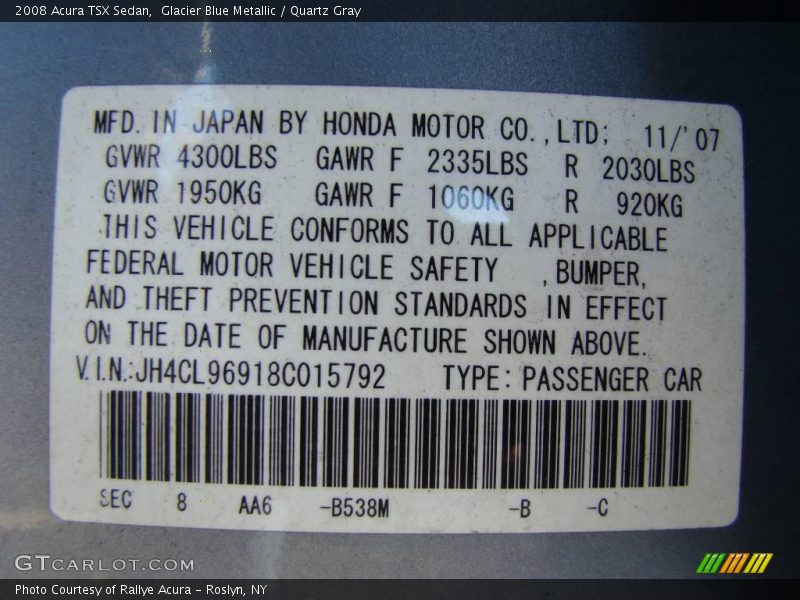 2008 Acura TSX Sedan,  Glacier Blue Metallic / Quartz Gray
MFD. IN JAPAN BY HONDA MOTOR CO., LTD; 11/'07
GVWR 4300LBS GAWR F 2335LBS R 2030LBS
GVWR 1950KG GAWR F 1060KG R 920KG
THIS VEHICLE CONFORMS TO ALL APPLICABLE
FEDERAL MOTOR VEHICLE SAFETY , BUMPER,
AND THEFT PREVENTION STANDARDS IN EFFECT
ON THE DATE OF MANUFACTURE SHOWN ABOVE.
V.I.N.: JH4CL96918C015792 TYPE: PASSENGER CAR
SEC 8 AA6 -B538M -B -C
GTCARLOT.COM
Photo Courtesy of Rallye Acura – Roslyn, NY